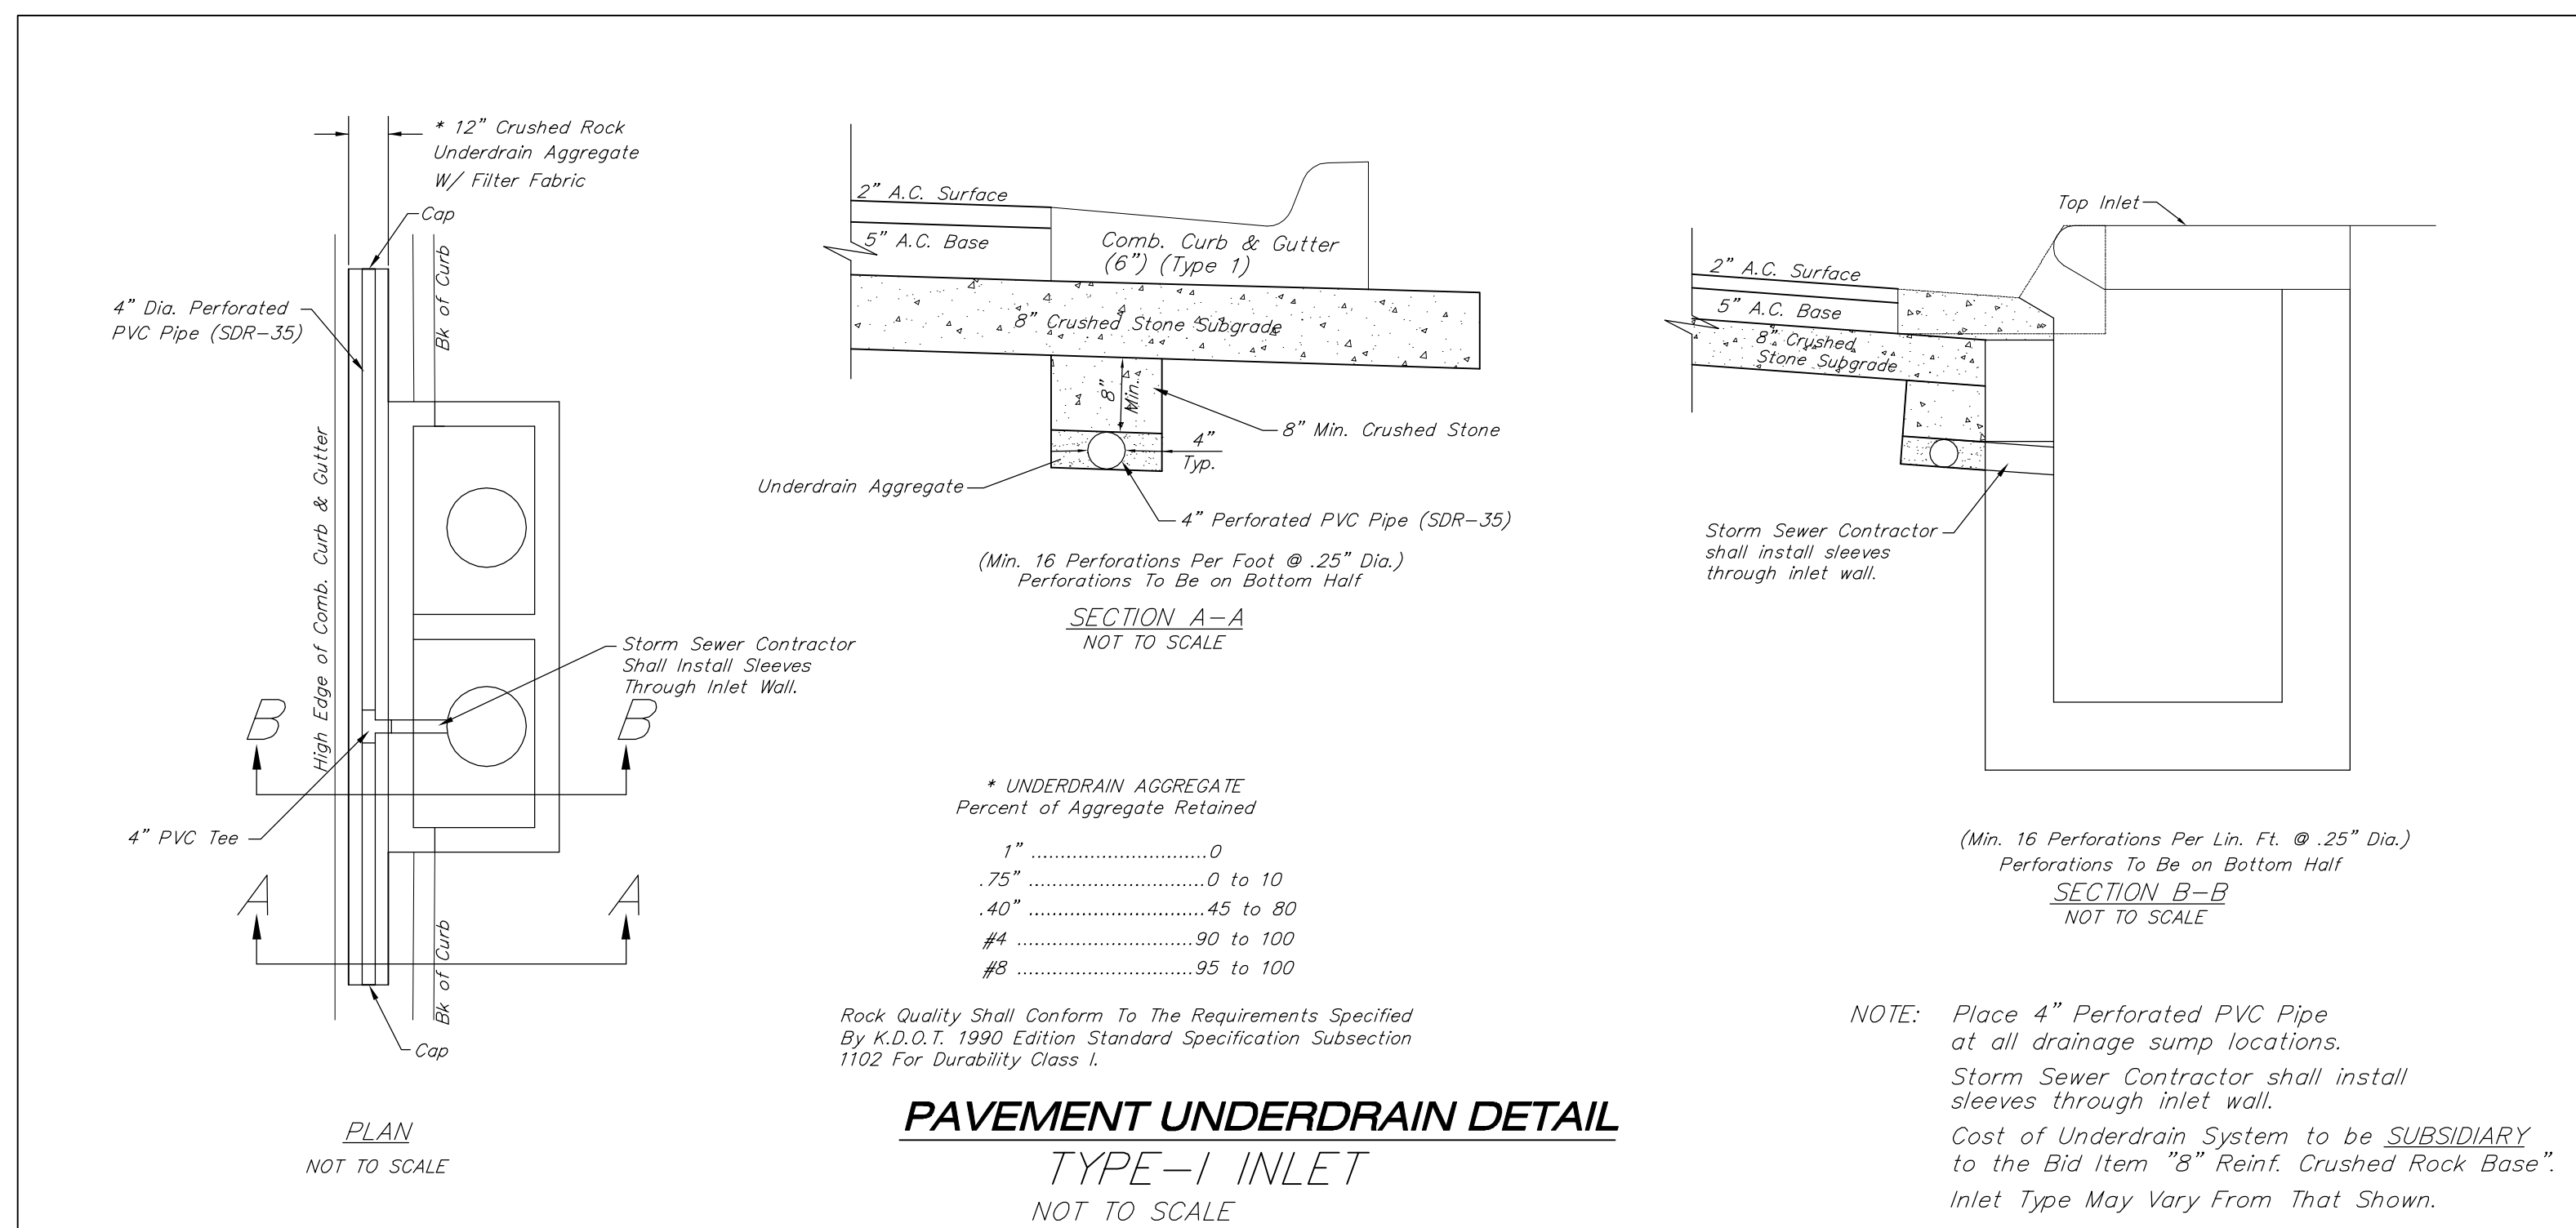 * 12" Crushed Rock
Underdrain Aggregate
W/ Filter Fabric
Cap
Bk of Curb
4" Dia. Perforated
PVC Pipe (SDR-35)
High Edge of Comb. Curb & Gutter
Storm Sewer Contractor
Shall Install Sleeves
Through Inlet Wall.
B
B
4" PVC Tee
A
A
Bk of Curb
Cap
PLAN
NOT TO SCALE
2" A.C. Surface
5" A.C. Base
Comb. Curb & Gutter
(6") (Type 1)
8" Crushed Stone Subgrade
8"
Min.
8" Min. Crushed Stone
4"
Typ.
Underdrain Aggregate
4" Perforated PVC Pipe (SDR-35)
(Min. 16 Perforations Per Foot @ .25" Dia.)
Perforations To Be on Bottom Half
SECTION A-A
NOT TO SCALE
* UNDERDRAIN AGGREGATE
Percent of Aggregate Retained
1" ..............................0
.75" ..............................0 to 10
.40" ..............................45 to 80
#4 ..............................90 to 100
#8 ..............................95 to 100
Rock Quality Shall Conform To The Requirements Specified
By K.D.O.T. 1990 Edition Standard Specification Subsection
1102 For Durability Class I.
PAVEMENT UNDERDRAIN DETAIL
TYPE-I INLET
NOT TO SCALE
Top Inlet
2" A.C. Surface
5" A.C. Base
8" Crushed
Stone Subgrade
Storm Sewer Contractor
shall install sleeves
through inlet wall.
(Min. 16 Perforations Per Lin. Ft. @ .25" Dia.)
Perforations To Be on Bottom Half
SECTION B-B
NOT TO SCALE
NOTE: Place 4" Perforated PVC Pipe
at all drainage sump locations.
Storm Sewer Contractor shall install
sleeves through inlet wall.
Cost of Underdrain System to be SUBSIDIARY
to the Bid Item "8" Reinf. Crushed Rock Base".
Inlet Type May Vary From That Shown.